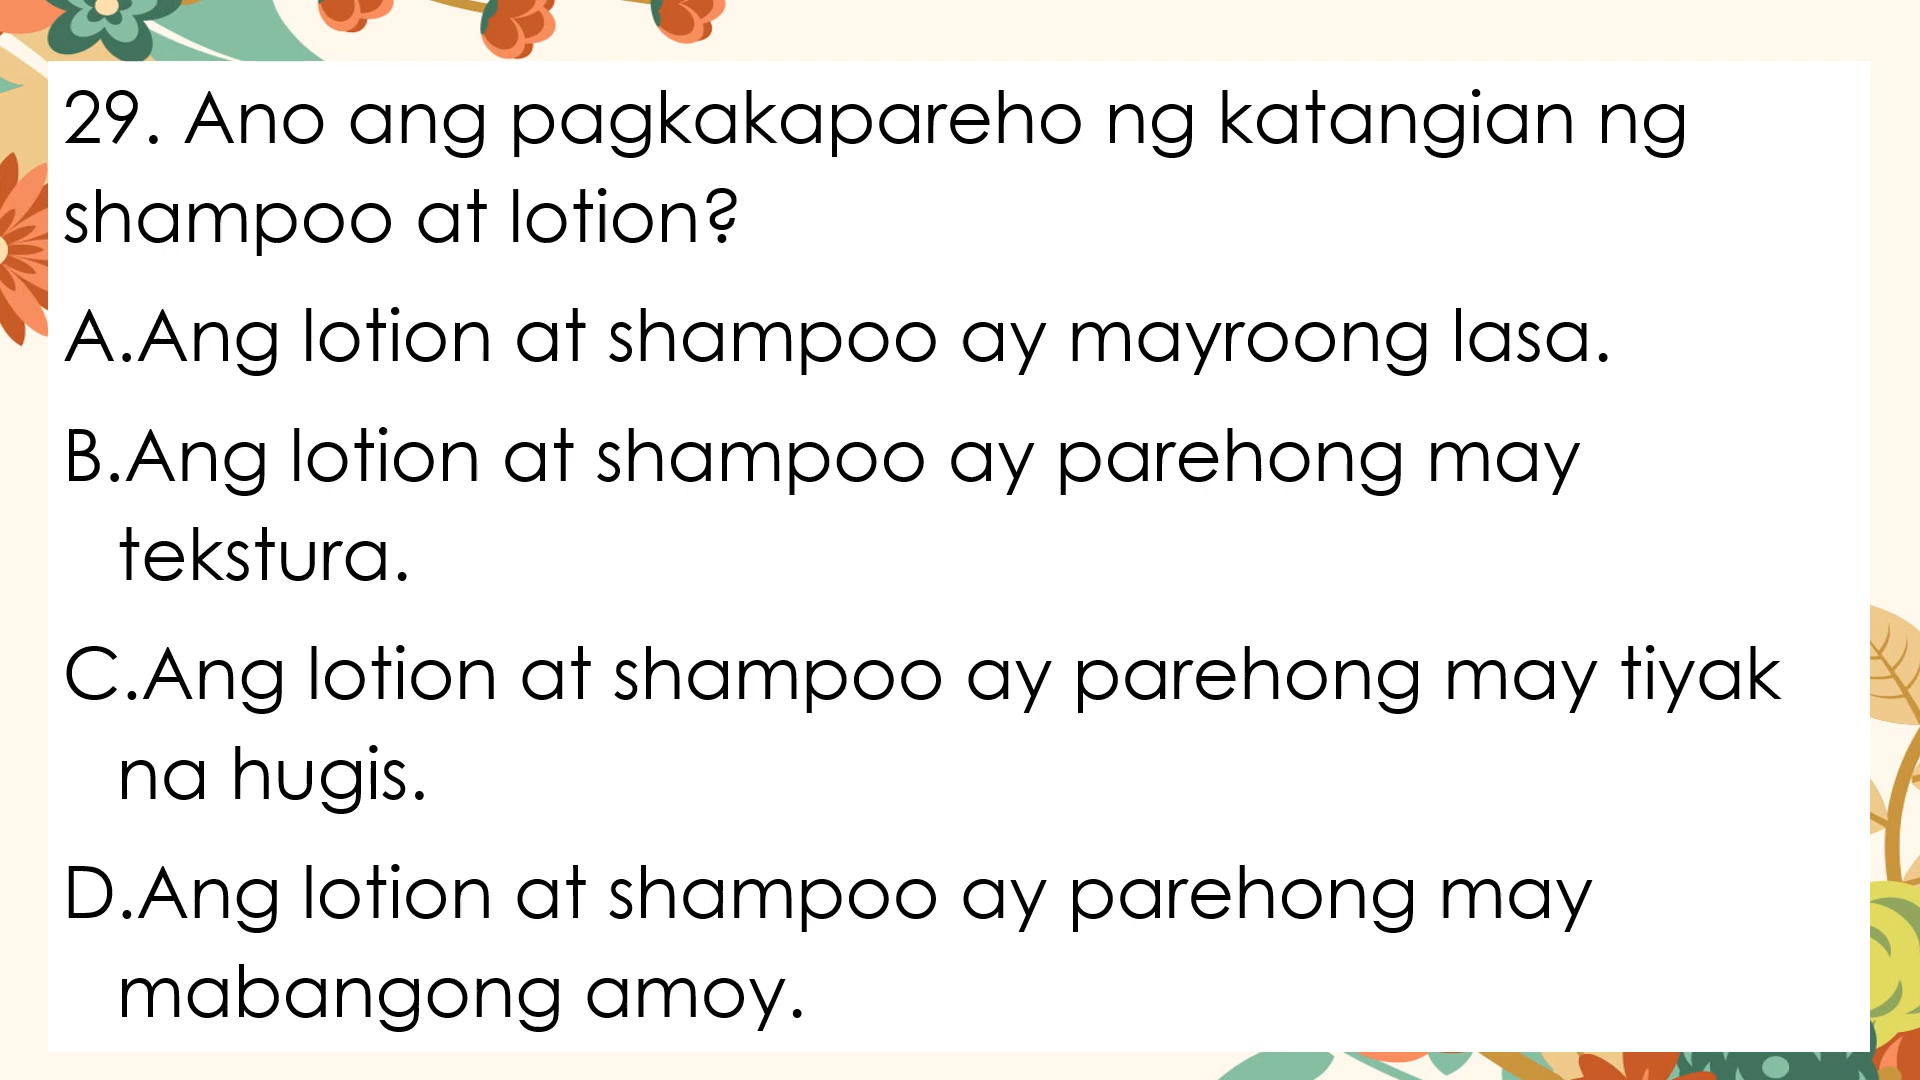 29. Ano ang pagkakapareho ng katangian ng
shampoo at lotion?
A.Ang lotion at shampoo ay mayroong lasa.
B.Ang lotion at shampoo ay parehong may
tekstura.
C.Ang lotion at shampoo ay parehong may tiyak
na hugis.
D.Ang lotion at shampoo ay parehong may
mabangong amoy.